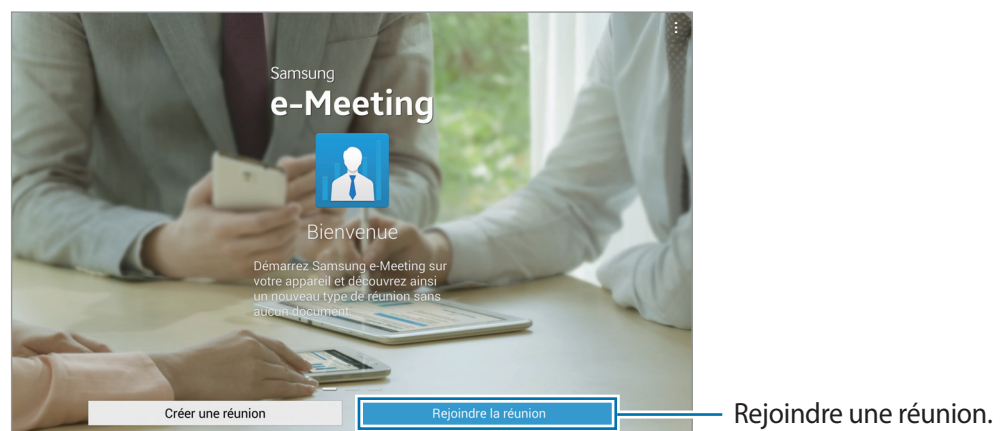 Samsung
e-Meeting
Bienvenue
Démarrez Samsung e-Meeting sur
votre appareil et découvrez ainsi
un nouveau type de réunion sans
aucun document.
Créer une réunion
Rejoindre la réunion
Rejoindre une réunion.